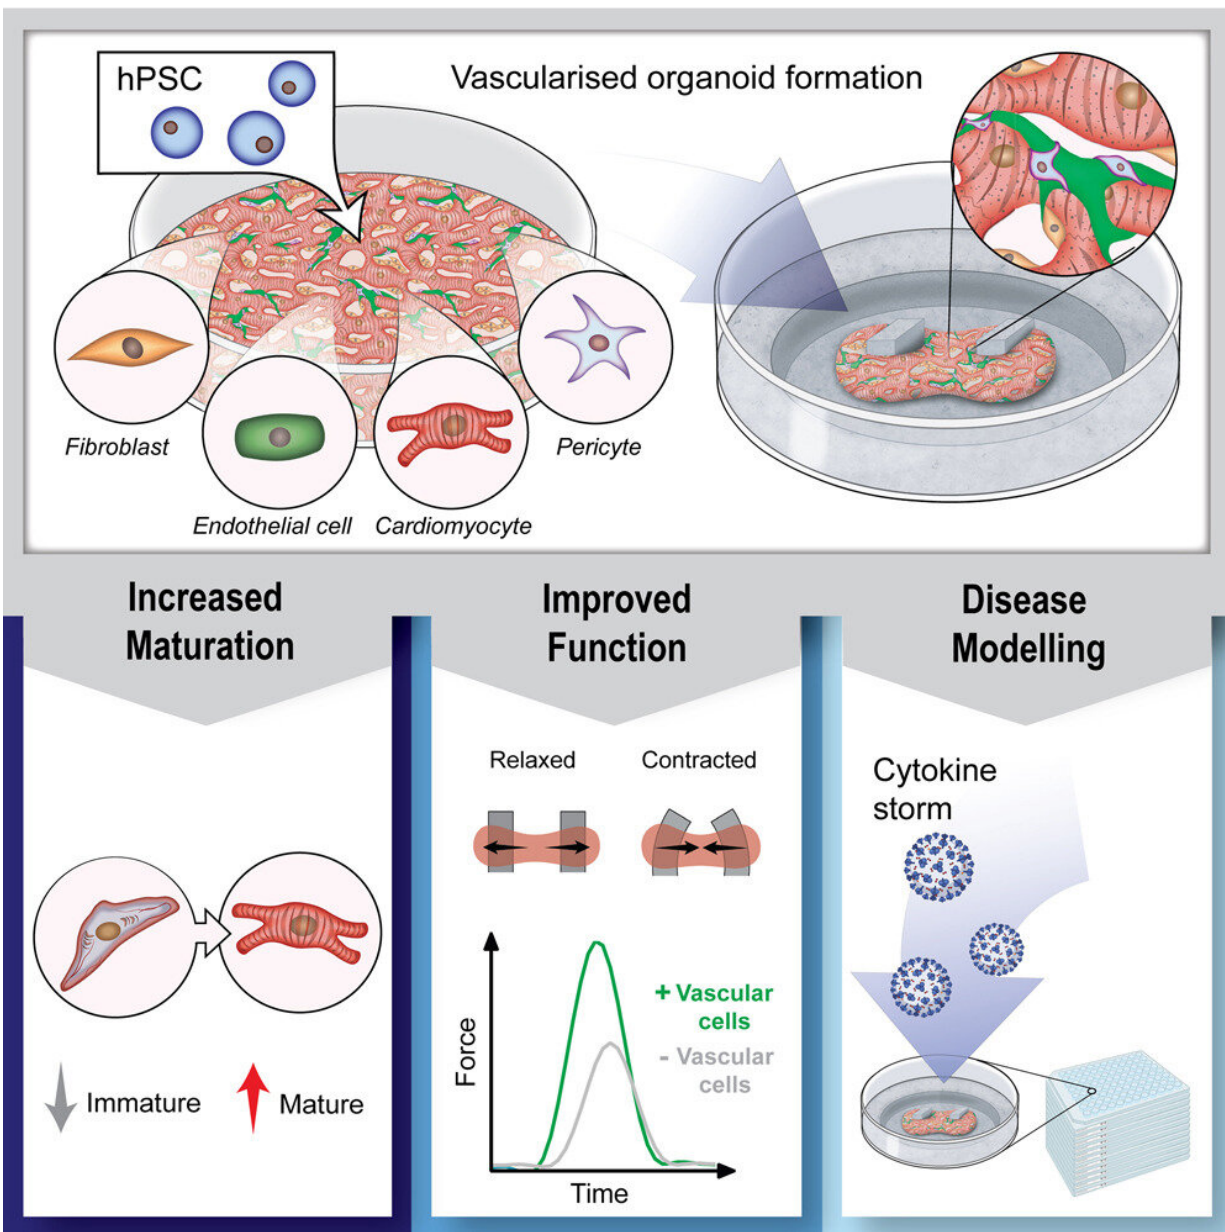 hPSC
Vascularised organoid formation
Fibroblast
Endothelial cell
Cardiomyocyte
Pericyte
Increased
Maturation
Immature
Mature
Improved
Function
Relaxed
Contracted
Force
+ Vascular
cells
- Vascular
cells
Time
Disease
Modelling
Cytokine
storm